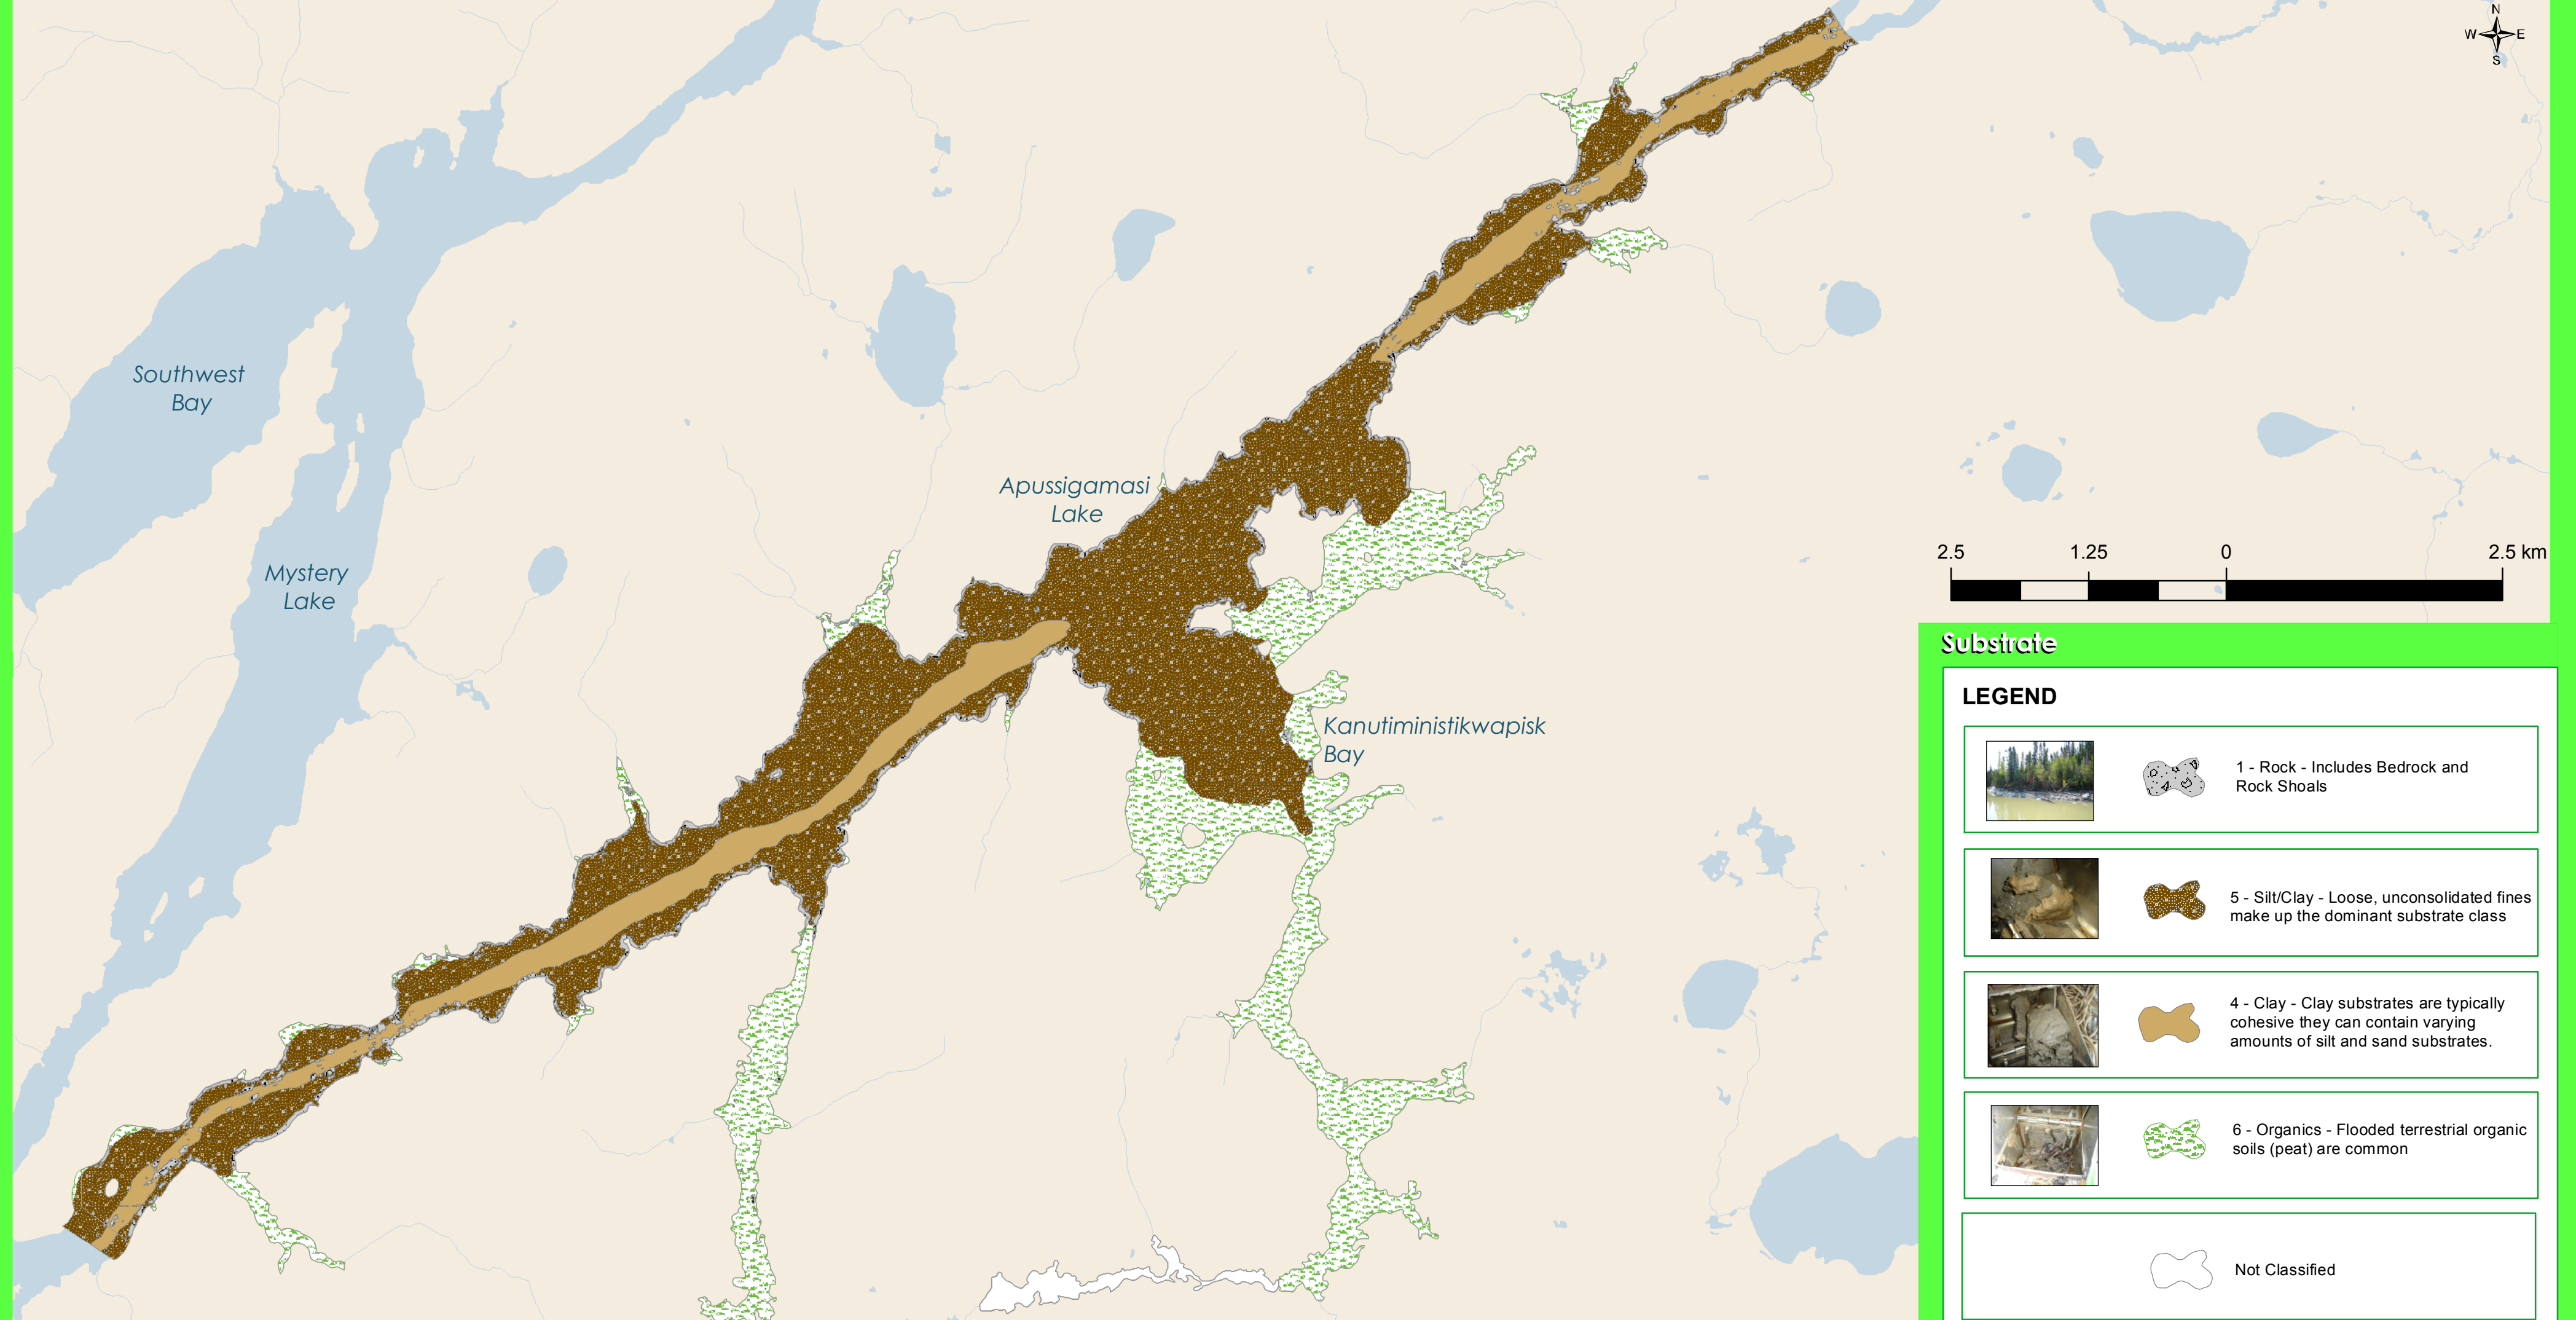 N
W E
S
Southwest
Bay
Mystery
Lake
Apussigamasi
Lake
Kanutiministikwapisk
Bay
2.5 1.25 0 2.5 km
Substrate
LEGEND
1 - Rock - Includes Bedrock and
Rock Shoals
5 - Silt/Clay - Loose, unconsolidated fines
make up the dominant substrate class
4 - Clay - Clay substrates are typically
cohesive they can contain varying
amounts of silt and sand substrates.
6 - Organics - Flooded terrestrial organic
soils (peat) are common
Not Classified